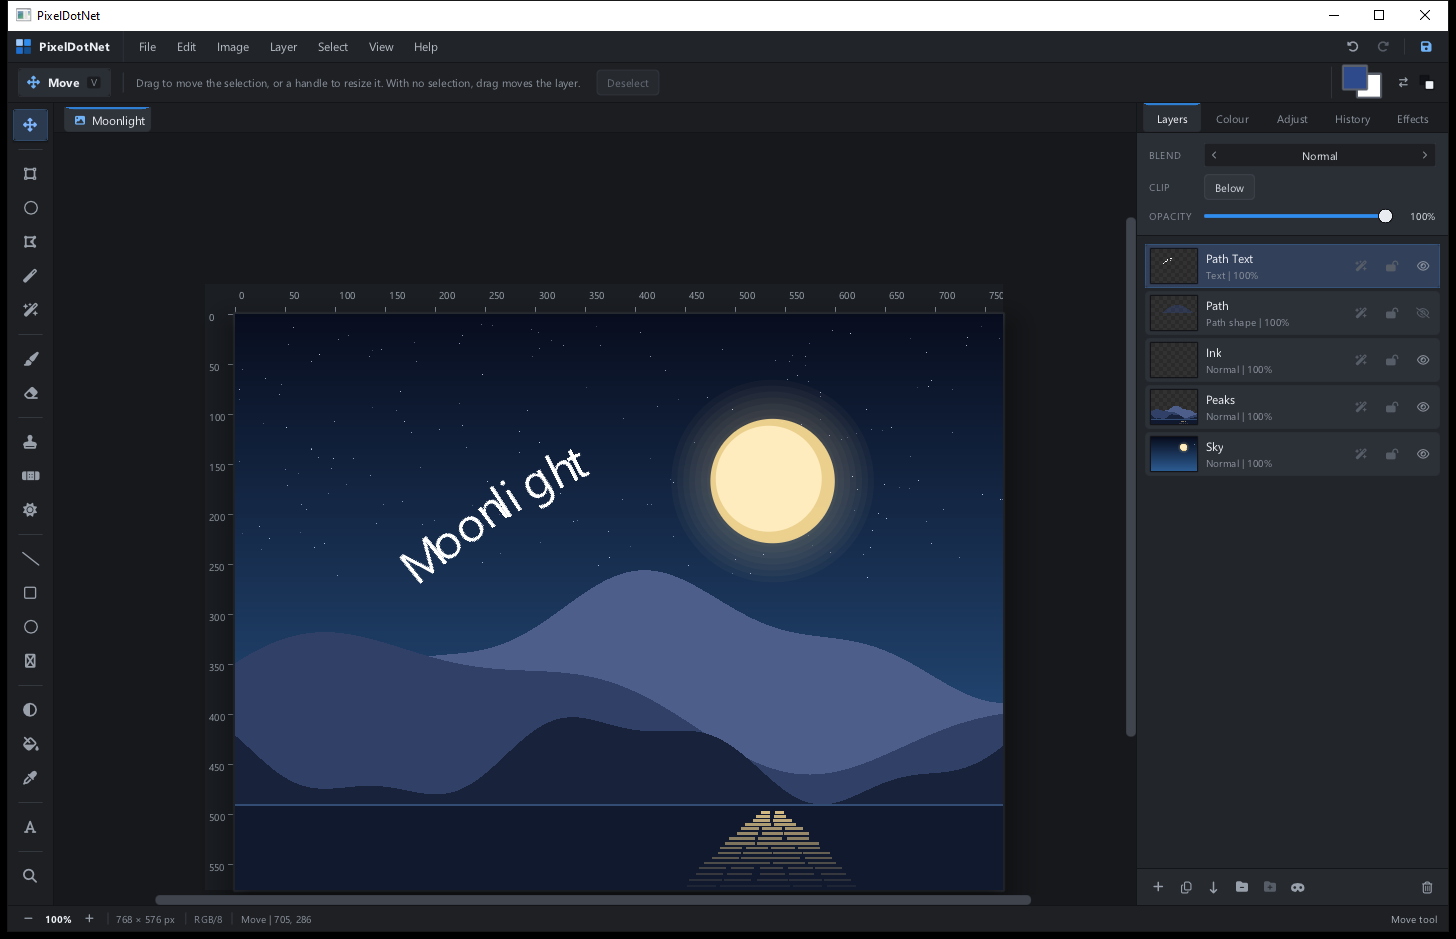 PixelDotNet
PixelDotNet File Edit Image Layer Select View Help
Move V Drag to move the selection, or a handle to resize it. With no selection, drag moves the layer. Deselect
Moonlight
Layers Colour Adjust History Effects
BLEND Normal
CLIP Below
OPACITY 100%
Path Text
Text | 100%
Path
Path shape | 100%
Ink
Normal | 100%
Peaks
Normal | 100%
Sky
Normal | 100%
0 50 100 150 200 250 300 350 400 450 500 550 600 650 700 750
0
50
100
150
200
250
300
350
400
450
500
550
Moonlight
A
100% 768 × 576 px RGB/8 Move | 705, 286 Move tool